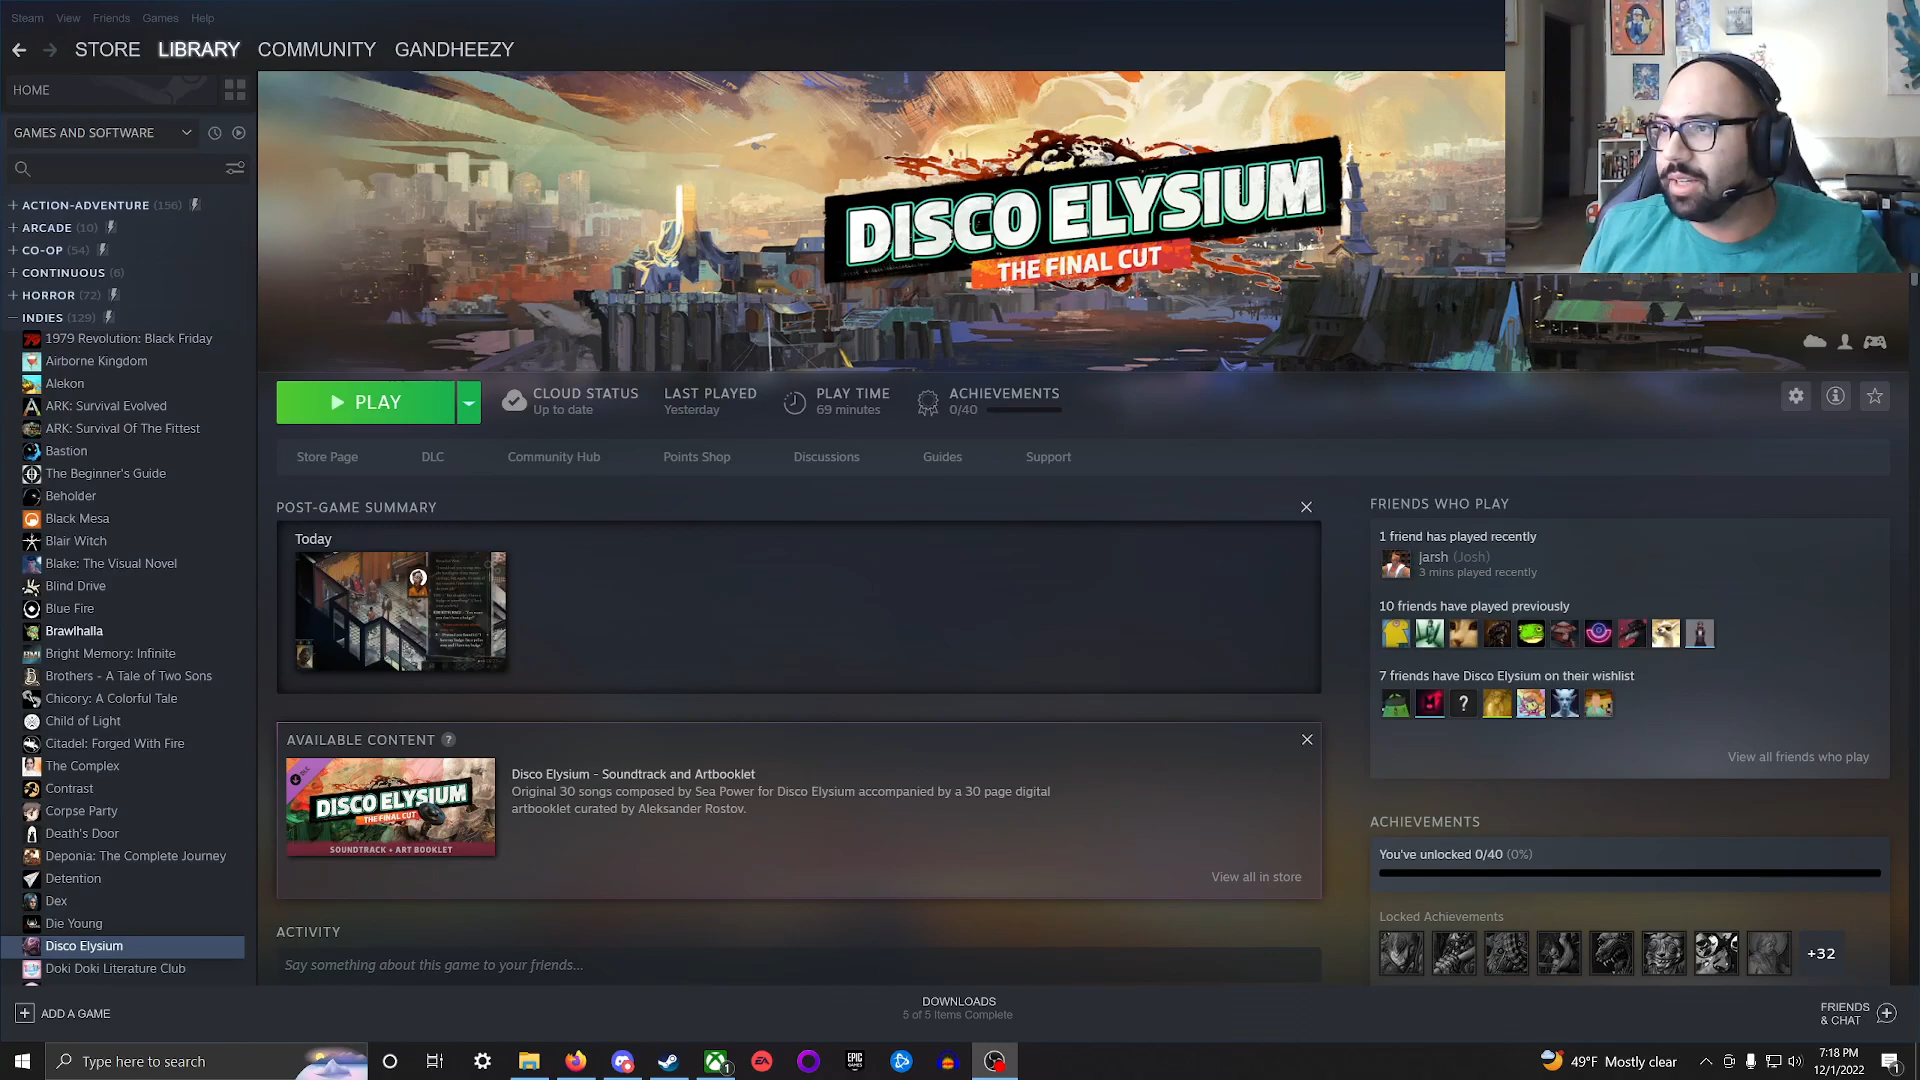 Steam View Friends Games Help
STORE LIBRARY COMMUNITY GANDHEEZY
HOME
GAMES AND SOFTWARE
ACTION-ADVENTURE (156)
ARCADE (10)
CO-OP (54)
CONTINUOUS (6)
HORROR (72)
INDIES (129)
1979 Revolution: Black Friday
Airborne Kingdom
Alekon
ARK: Survival Evolved
ARK: Survival Of The Fittest
Bastion
The Beginner's Guide
Beholder
Black Mesa
Blair Witch
Blake: The Visual Novel
Blind Drive
Blue Fire
Brawlhalla
Bright Memory: Infinite
Brothers - A Tale of Two Sons
Chicory: A Colorful Tale
Child of Light
Citadel: Forged With Fire
The Complex
Contrast
Corpse Party
Death's Door
Deponia: The Complete Journey
Detention
Dex
Die Young
Disco Elysium
Doki Doki Literature Club
DISCO ELYSIUM
THE FINAL CUT
PLAY
CLOUD STATUS
Up to date
LAST PLAYED
Yesterday
PLAY TIME
69 minutes
ACHIEVEMENTS
0/40
Store Page DLC Community Hub Points Shop Discussions Guides Support
POST-GAME SUMMARY
Today
AVAILABLE CONTENT ?
DISCO ELYSIUM
THE FINAL CUT
SOUNDTRACK + ART BOOKLET
Disco Elysium - Soundtrack and Artbooklet
Original 30 songs composed by Sea Power for Disco Elysium accompanied by a 30 page digital
artbooklet curated by Aleksander Rostov.
View all in store
ACTIVITY
Say something about this game to your friends...
FRIENDS WHO PLAY
1 friend has played recently
jarsh (Josh)
3 mins played recently
10 friends have played previously
7 friends have Disco Elysium on their wishlist
?
View all friends who play
ACHIEVEMENTS
You've unlocked 0/40 (0%)
Locked Achievements
+32
ADD A GAME
DOWNLOADS
5 of 5 Items Complete
FRIENDS
& CHAT
Type here to search
EA
EPIC
GAMES
1
49°F Mostly clear
7:18 PM
12/1/2022
1